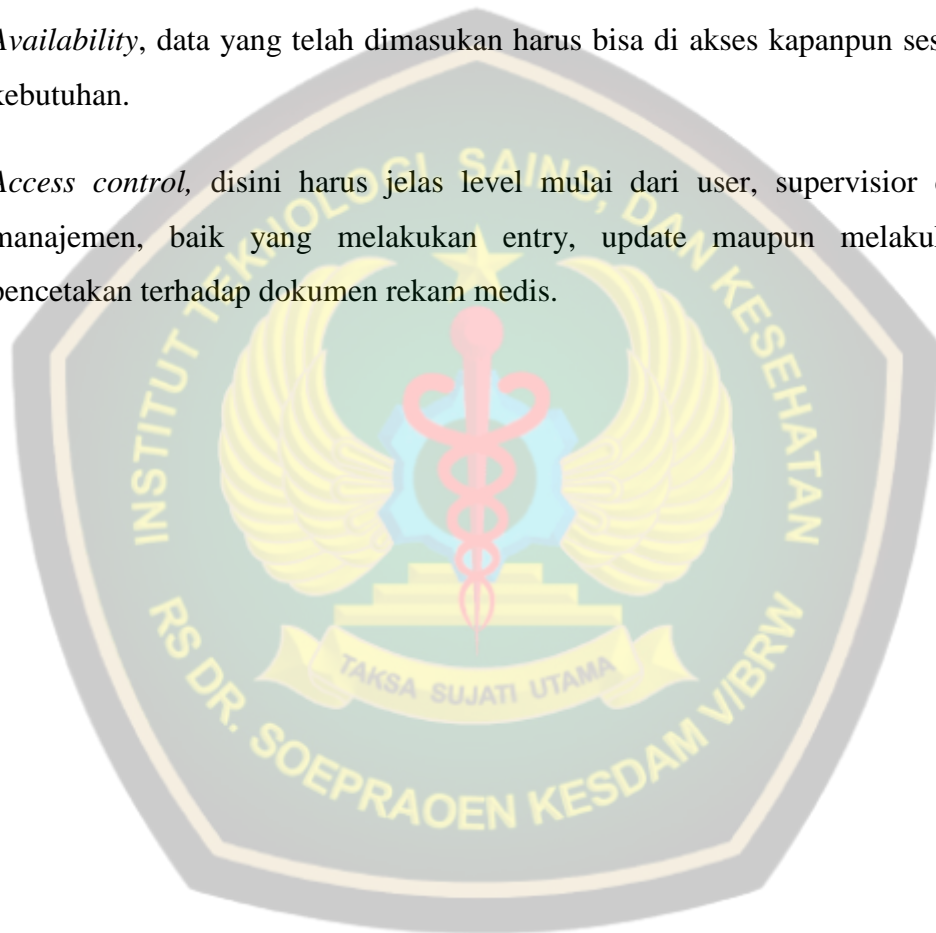 Availability, data yang telah dimasukan harus bisa di akses kapanpun ses
kebutuhan.
Access control, disini harus jelas level mulai dari user, supervisior
manajemen, baik yang melakukan entry, update maupun melakuk
pencetakan terhadap dokumen rekam medis.
INSTITUT TEKNOLOGI, SAINS, DAN KESEHATAN
TAKSA SUJATI UTAMA
RS DR. SOEPRAOEN KESDAM V/BRW